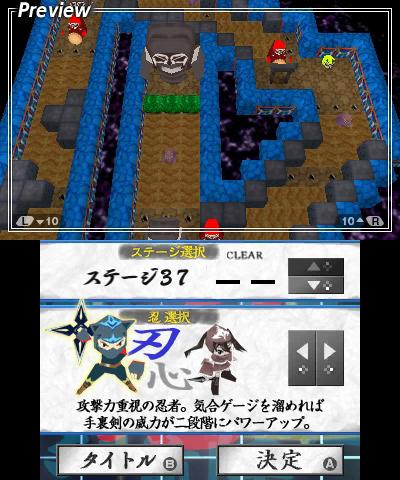 Preview
L▼10
10▲R
ステージ選択
CLEAR
ステージ37
— —
忍選択
忍
攻撃力重視の忍者。気合ゲージを溜めれば
手裏剣の威力が二段階にパワーアップ。
タイトル B
決定 A